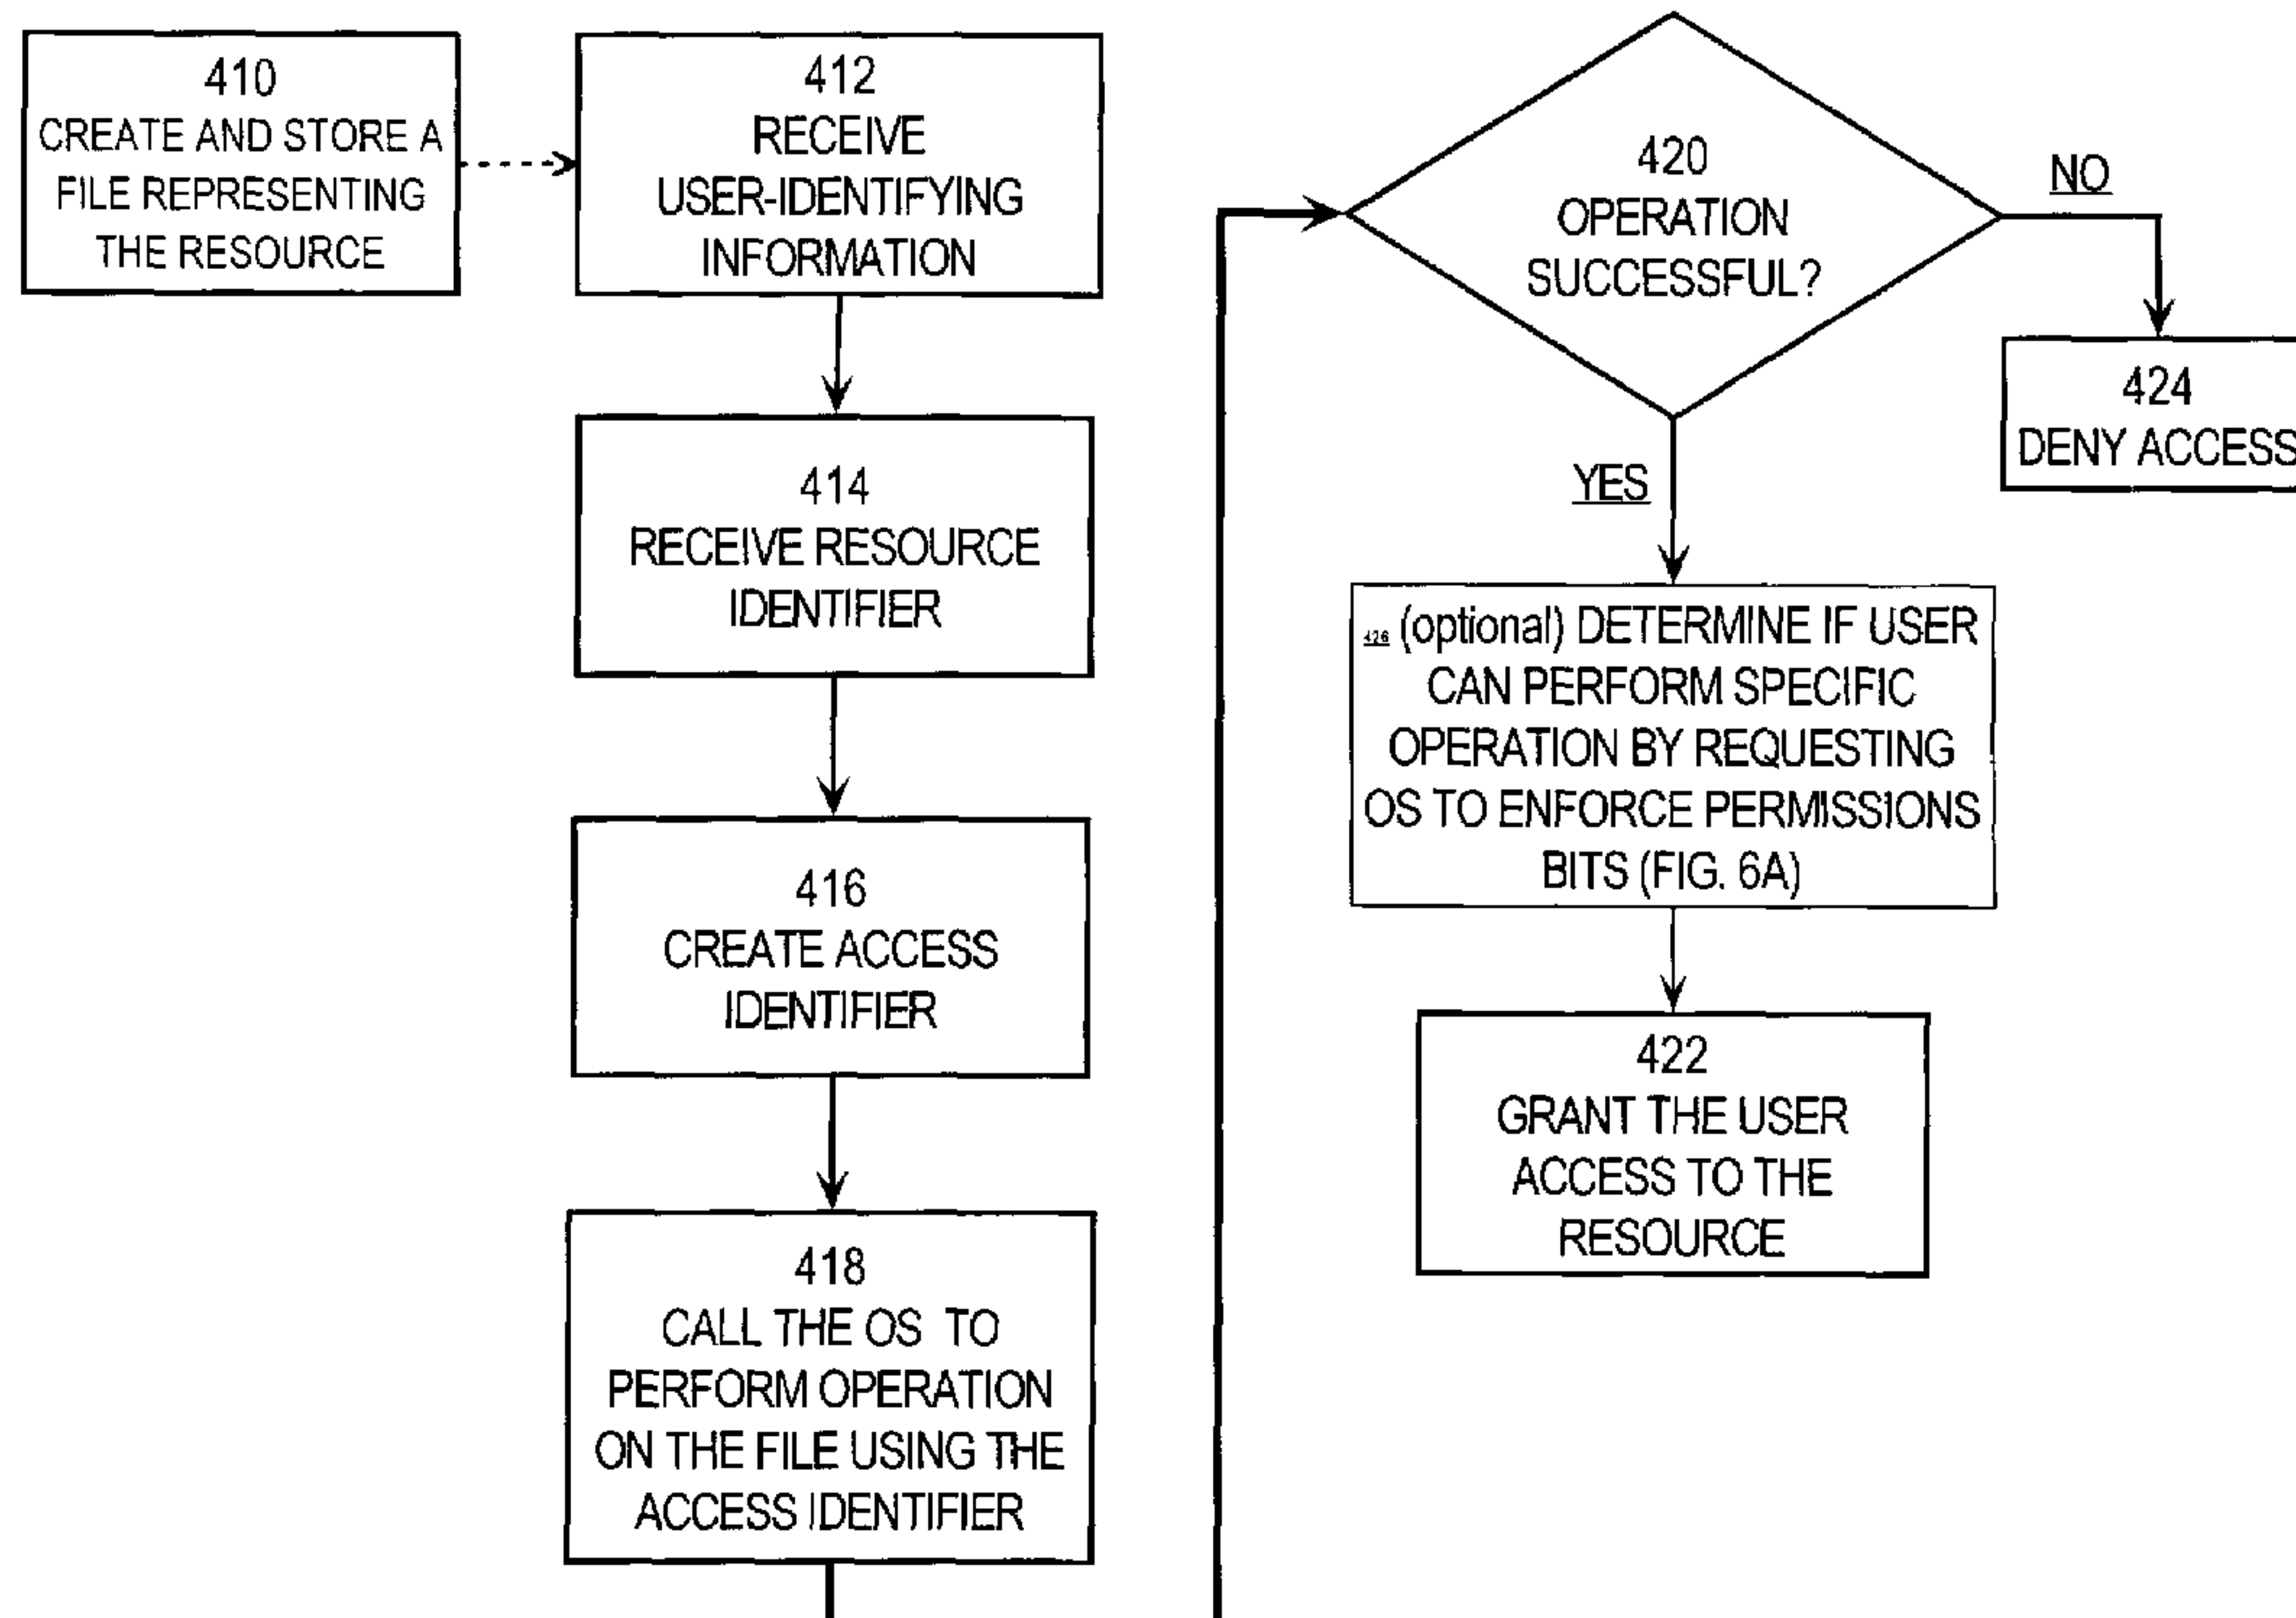 410
CREATE AND STORE A
FILE REPRESENTING
THE RESOURCE
412
RECEIVE
USER-IDENTIFYING
INFORMATION
414
RECEIVE RESOURCE
IDENTIFIER
416
CREATE ACCESS
IDENTIFIER
418
CALL THE OS TO
PERFORM OPERATION
ON THE FILE USING THE
ACCESS IDENTIFIER
420
OPERATION
SUCCESSFUL?
NO
424
DENY ACCESS
YES
426 (optional) DETERMINE IF USER
CAN PERFORM SPECIFIC
OPERATION BY REQUESTING
OS TO ENFORCE PERMISSIONS
BITS (FIG. 6A)
422
GRANT THE USER
ACCESS TO THE
RESOURCE